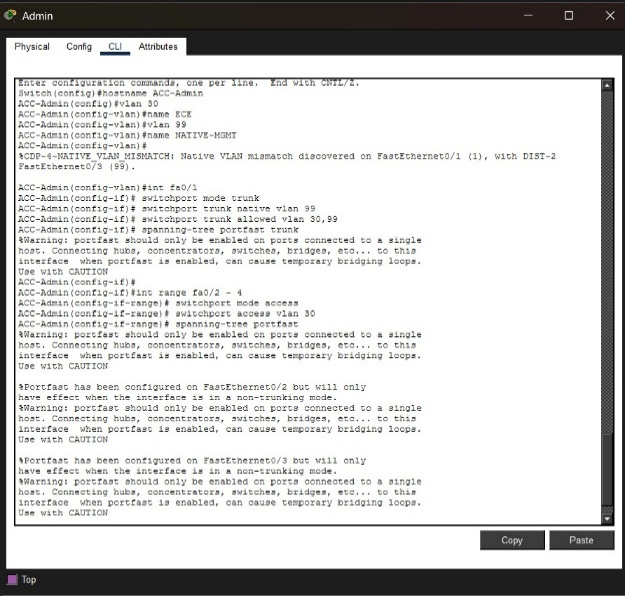 Admin
Physical Config CLI Attributes
Enter configuration commands, one per line. End with CNTL/Z.
Switch(config)#hostname ACC-Admin
ACC-Admin(config)#vlan 30
ACC-Admin(config-vlan)#name ECE
ACC-Admin(config-vlan)#vlan 99
ACC-Admin(config-vlan)#name NATIVE-MGMT
ACC-Admin(config-vlan)#
%CDP-4-NATIVE_VLAN_MISMATCH: Native VLAN mismatch discovered on FastEthernet0/1 (1), with DIST-2
FastEthernet0/3 (99).
ACC-Admin(config-vlan)#int fa0/1
ACC-Admin(config-if)# switchport mode trunk
ACC-Admin(config-if)# switchport trunk native vlan 99
ACC-Admin(config-if)# switchport trunk allowed vlan 30,99
ACC-Admin(config-if)# spanning-tree portfast trunk
%Warning: portfast should only be enabled on ports connected to a single
host. Connecting hubs, concentrators, switches, bridges, etc... to this
interface when portfast is enabled, can cause temporary bridging loops.
Use with CAUTION
ACC-Admin(config-if)#
ACC-Admin(config-if)#int range fa0/2 - 4
ACC-Admin(config-if-range)# switchport mode access
ACC-Admin(config-if-range)# switchport access vlan 30
ACC-Admin(config-if-range)# spanning-tree portfast
%Warning: portfast should only be enabled on ports connected to a single
host. Connecting hubs, concentrators, switches, bridges, etc... to this
interface when portfast is enabled, can cause temporary bridging loops.
Use with CAUTION
%Portfast has been configured on FastEthernet0/2 but will only
have effect when the interface is in a non-trunking mode.
%Warning: portfast should only be enabled on ports connected to a single
host. Connecting hubs, concentrators, switches, bridges, etc... to this
interface when portfast is enabled, can cause temporary bridging loops.
Use with CAUTION
%Portfast has been configured on FastEthernet0/3 but will only
have effect when the interface is in a non-trunking mode.
%Warning: portfast should only be enabled on ports connected to a single
host. Connecting hubs, concentrators, switches, bridges, etc... to this
interface when portfast is enabled, can cause temporary bridging loops.
Use with CAUTION
Copy Paste
Top